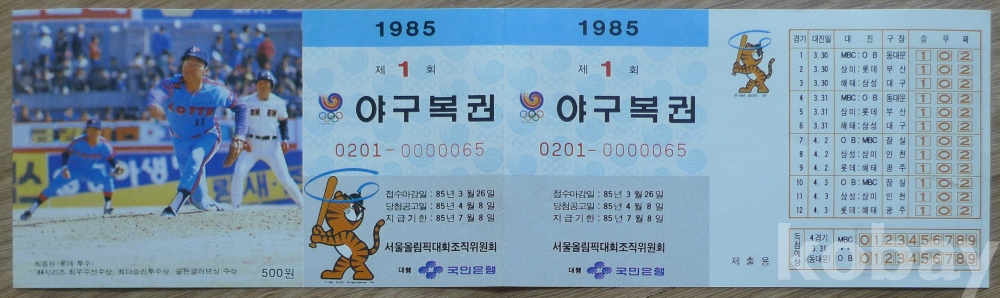 LOTTE
11
최동원·롯데 투수
'84시리즈 최우수선수상, 최다승리투수상, 골든글러브상 수상
500원
1985
제 1 회
야구복권
0201-0000065
접수마감일 : 85년 3월 26일
당첨공고일 : 85년 4월 8일
지급기한 : 85년 7월 8일
서울올림픽대회조직위원회
대행 국민은행
1985
제 1 회
야구복권
0201-0000065
접수마감일 : 85년 3월 26일
당첨공고일 : 85년 4월 8일
지급기한 : 85년 7월 8일
서울올림픽대회조직위원회
대행 국민은행
제출용
경기 대진일 대진 구장 승 무 패
1 3.30 MBC:OB 동대문 1 0 2
2 3.30 삼미:롯데 부산 1 0 2
3 3.30 해태:삼성 대구 1 0 2
4 3.31 MBC:OB 동대문 1 0 2
5 3.31 삼미:롯데 부산 1 0 2
6 3.31 해태:삼성 대구 1 0 2
7 4.2 OB:MBC 잠실 1 0 2
8 4.2 삼성:삼미 인천 1 0 2
9 4.2 롯데:해태 광주 1 0 2
10 4.3 OB:MBC 잠실 1 0 2
11 4.3 삼성:삼미 인천 1 0 2
12 4.3 롯데:해태 광주 1 0 2
4경기 MBC 0 1 2 3 4 5 6 7 8 9
3.31
(동대문) OB 0 1 2 3 4 5 6 7 8 9
kobay